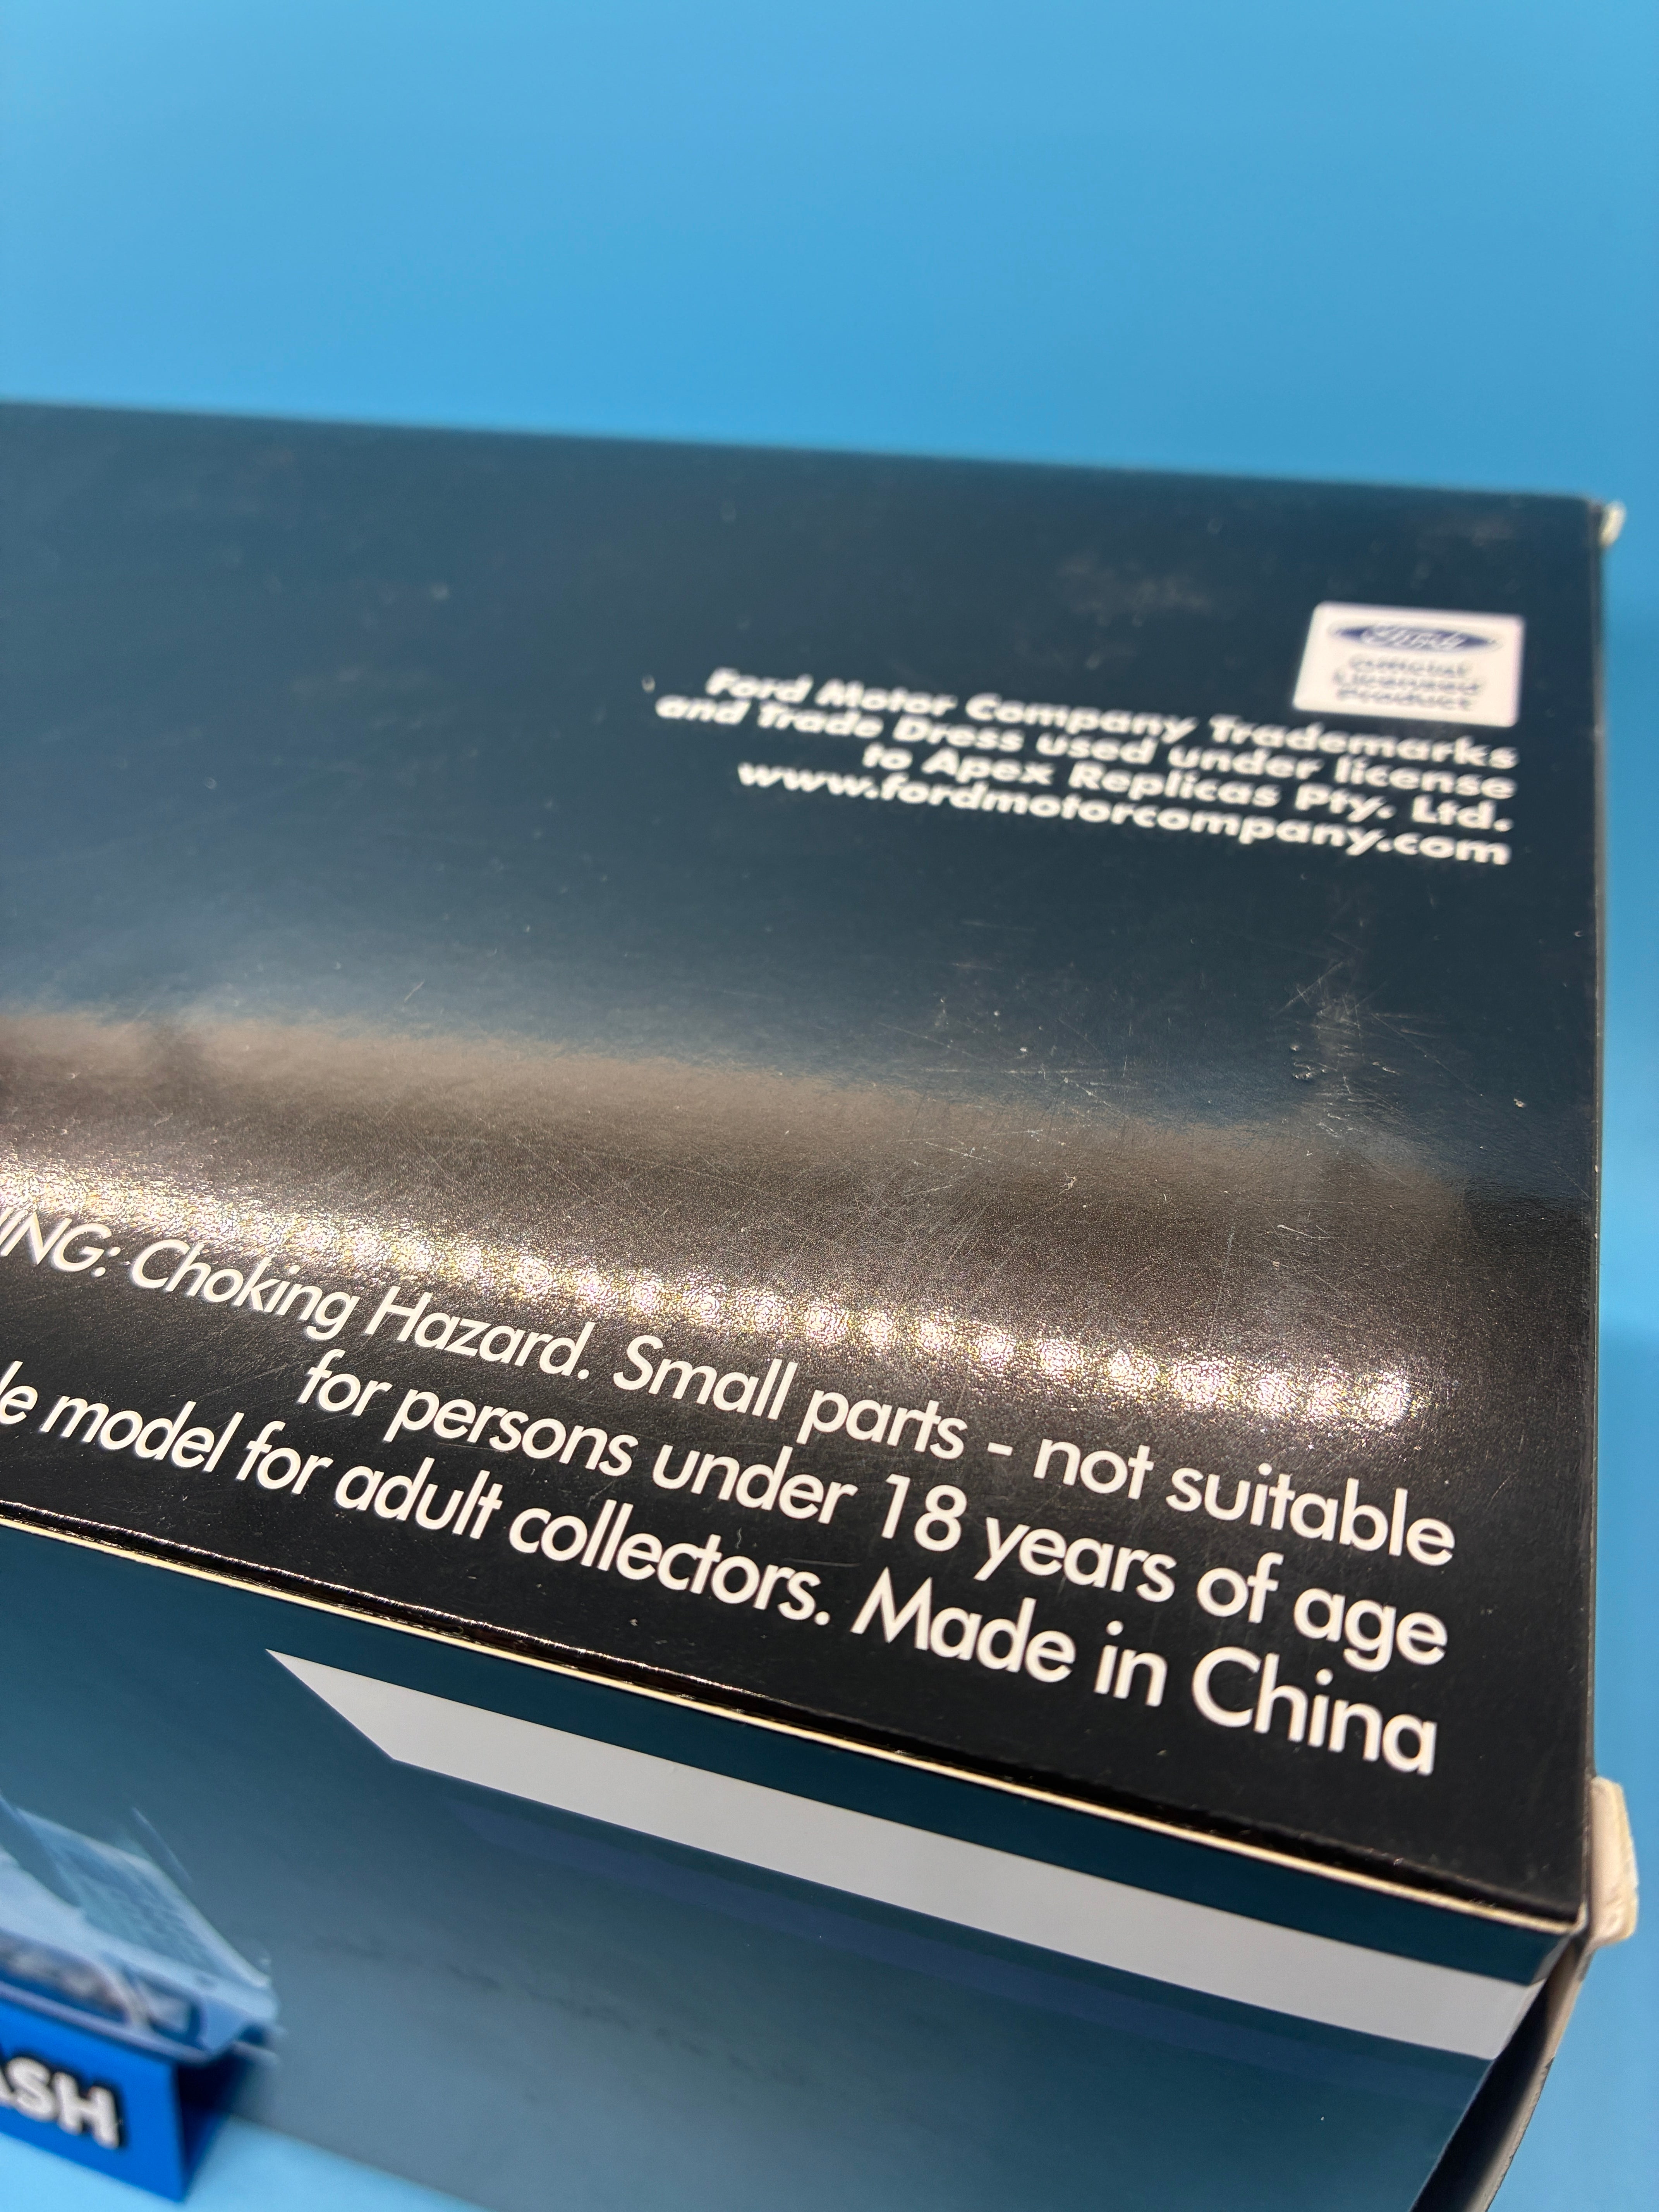 Ford
Official
Licensed
Product
Ford Motor Company Trademarks
and Trade Dress used under license
to Apex Replicas Pty. Ltd.
www.fordmotorcompany.com
NING: Choking Hazard. Small parts - not suitable
for persons under 18 years of age
le model for adult collectors. Made in China
ASH